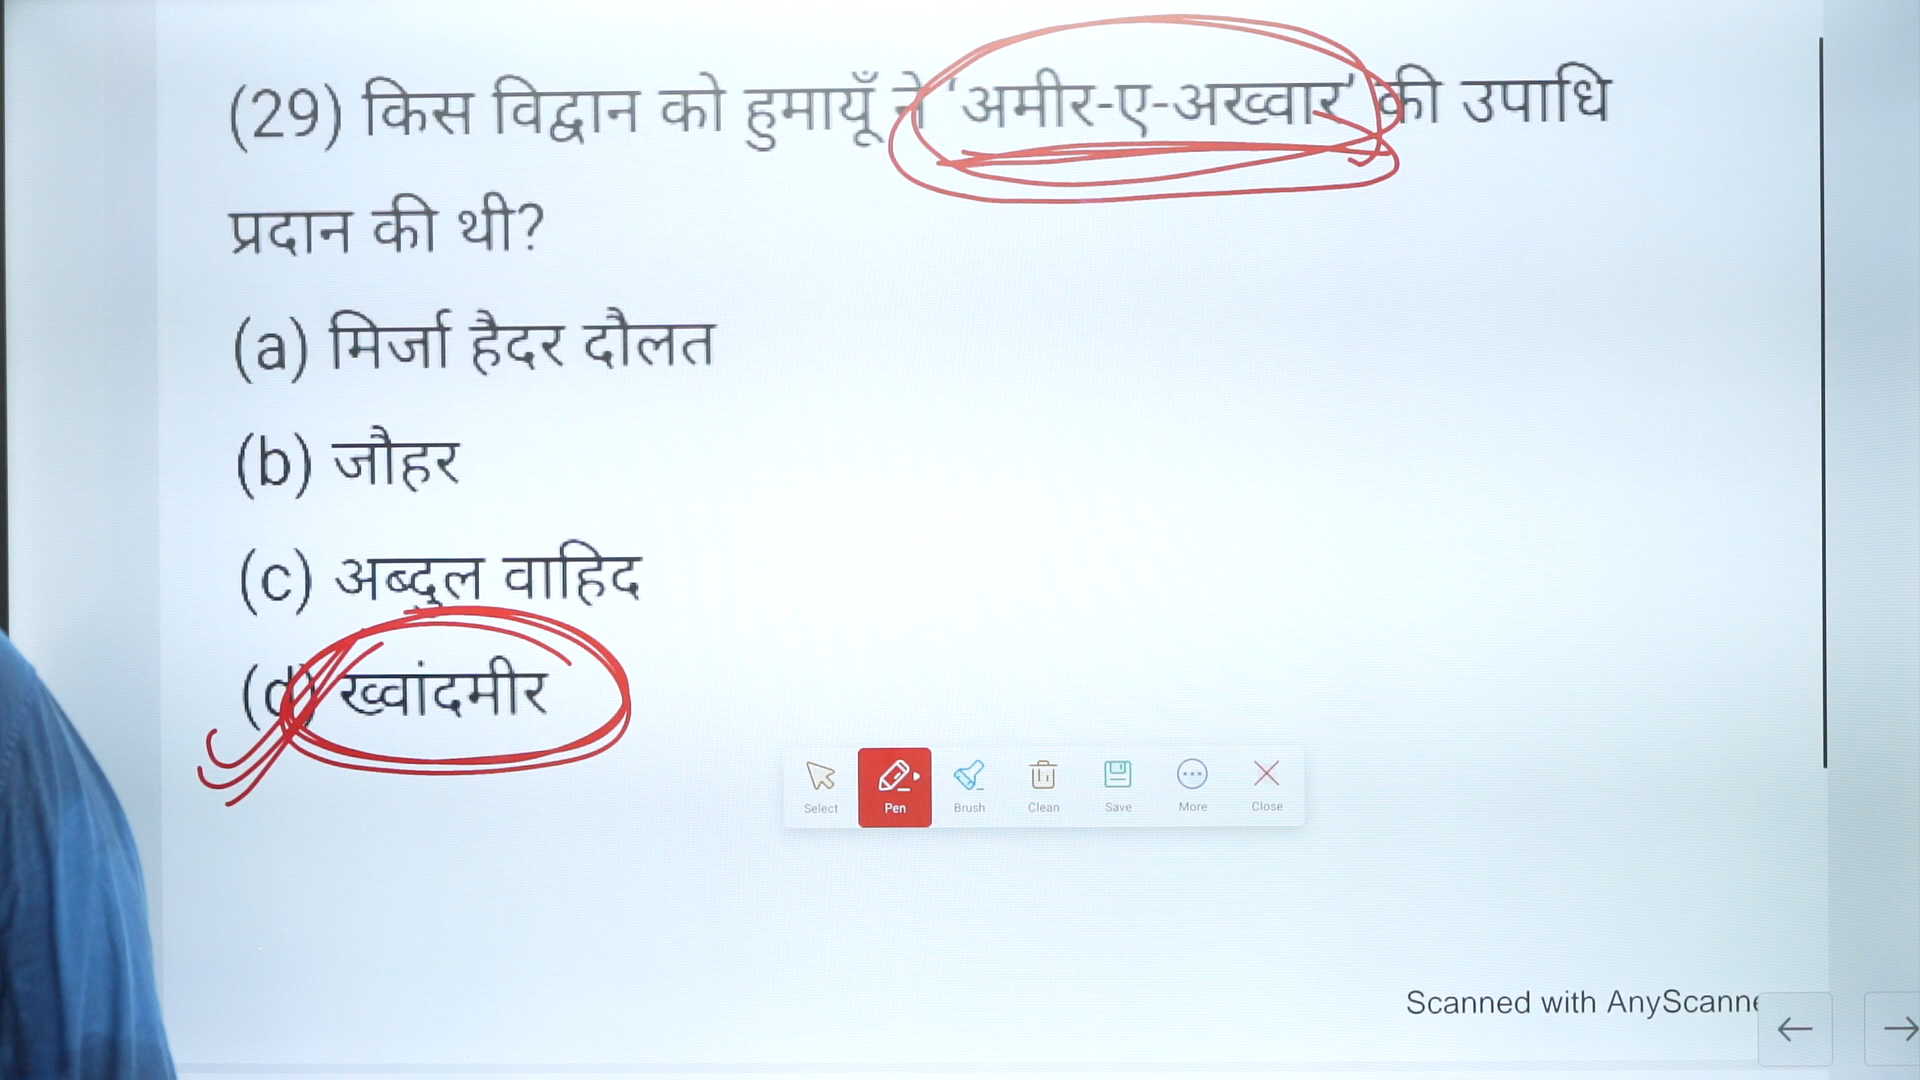 (29) किस विद्वान को हुमायूँ ने 'अमीर-ए-अख्वार' की उपाधि
प्रदान की थी?
(a) मिर्जा हैदर दौलत
(b) जौहर
(c) अब्दुल वाहिद
(d) ख्वांदमीर
Select Pen Brush Clean Save More Close
Scanned with AnyScanne